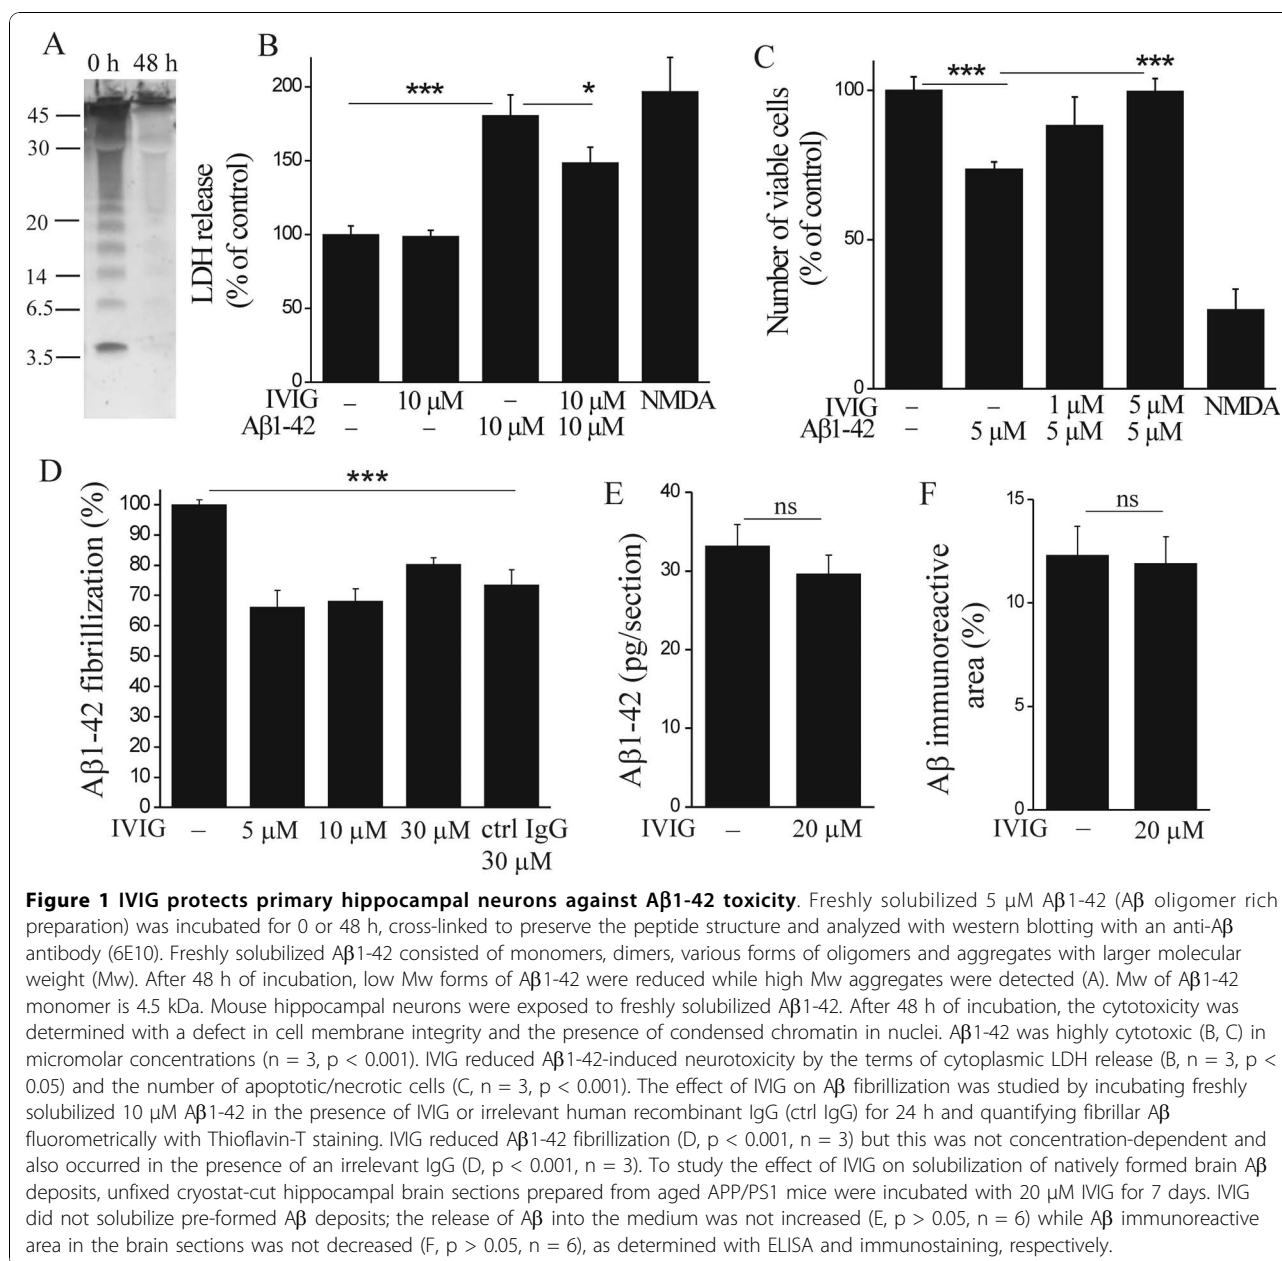 A
0 h 48 h
45
30
20
14
6.5
3.5
B
LDH release
(% of control)
200
150
100
50
0
***
*
IVIG – 10 µM – 10 µM NMDA
Aβ1-42 – – 10 µM 10 µM
C
Number of viable cells
(% of control)
100
50
0
***
***
IVIG – – 1 µM 5 µM NMDA
Aβ1-42 – 5 µM 5 µM 5 µM
D
Aβ1-42 fibrillization (%)
100
90
80
70
60
50
40
30
20
10
0
***
IVIG – 5 µM 10 µM 30 µM ctrl IgG
30 µM
E
Aβ1-42 (pg/section)
40
30
20
10
0
ns
IVIG – 20 µM
F
Aβ immunoreactive
area (%)
15
10
5
0
ns
IVIG – 20 µM
Figure 1 IVIG protects primary hippocampal neurons against Aβ1-42 toxicity. Freshly solubilized 5 µM Aβ1-42 (Aβ oligomer rich
preparation) was incubated for 0 or 48 h, cross-linked to preserve the peptide structure and analyzed with western blotting with an anti-Aβ
antibody (6E10). Freshly solubilized Aβ1-42 consisted of monomers, dimers, various forms of oligomers and aggregates with larger molecular
weight (Mw). After 48 h of incubation, low Mw forms of Aβ1-42 were reduced while high Mw aggregates were detected (A). Mw of Aβ1-42
monomer is 4.5 kDa. Mouse hippocampal neurons were exposed to freshly solubilized Aβ1-42. After 48 h of incubation, the cytotoxicity was
determined with a defect in cell membrane integrity and the presence of condensed chromatin in nuclei. Aβ1-42 was highly cytotoxic (B, C) in
micromolar concentrations (n = 3, p < 0.001). IVIG reduced Aβ1-42-induced neurotoxicity by the terms of cytoplasmic LDH release (B, n = 3, p <
0.05) and the number of apoptotic/necrotic cells (C, n = 3, p < 0.001). The effect of IVIG on Aβ fibrillization was studied by incubating freshly
solubilized 10 µM Aβ1-42 in the presence of IVIG or irrelevant human recombinant IgG (ctrl IgG) for 24 h and quantifying fibrillar Aβ
fluorometrically with Thioflavin-T staining. IVIG reduced Aβ1-42 fibrillization (D, p < 0.001, n = 3) but this was not concentration-dependent and
also occurred in the presence of an irrelevant IgG (D, p < 0.001, n = 3). To study the effect of IVIG on solubilization of natively formed brain Aβ
deposits, unfixed cryostat-cut hippocampal brain sections prepared from aged APP/PS1 mice were incubated with 20 µM IVIG for 7 days. IVIG
did not solubilize pre-formed Aβ deposits; the release of Aβ into the medium was not increased (E, p > 0.05, n = 6) while Aβ immunoreactive
area in the brain sections was not decreased (F, p > 0.05, n = 6), as determined with ELISA and immunostaining, respectively.